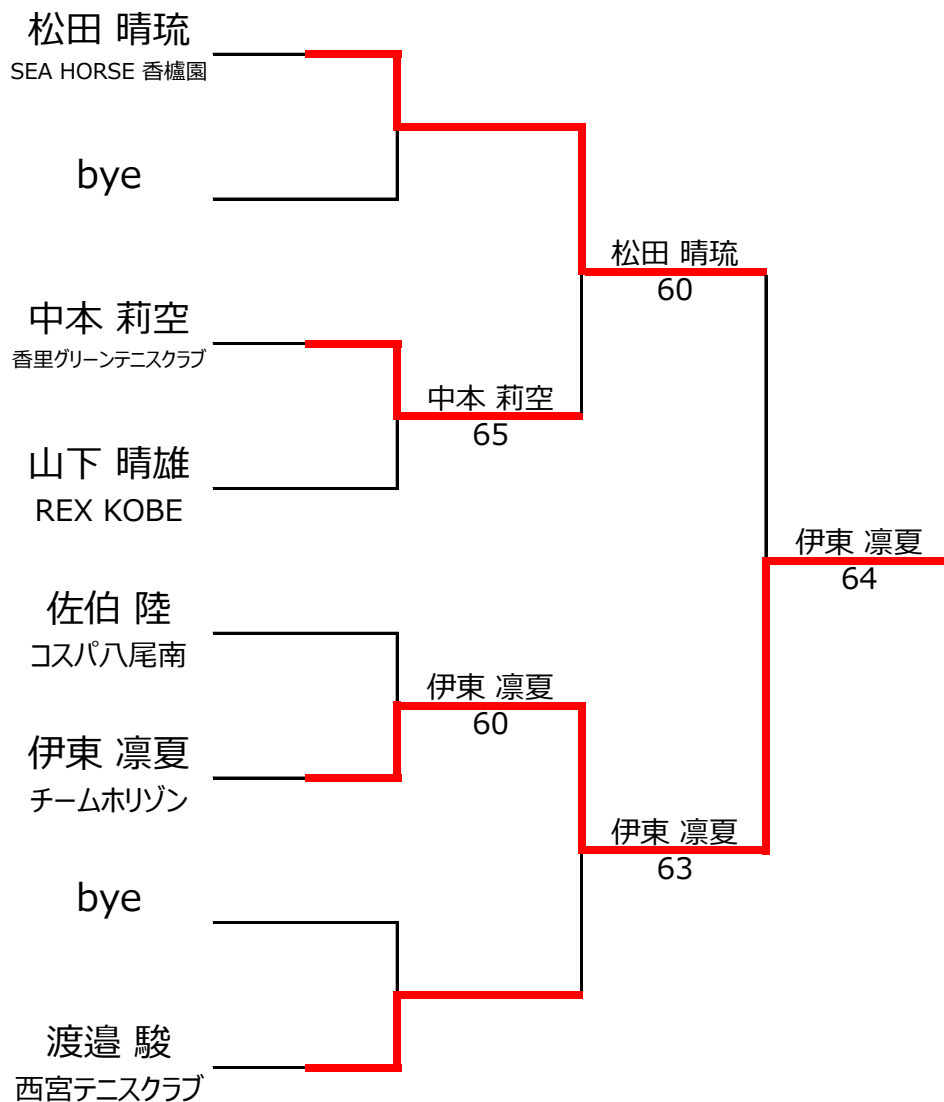 松田 晴琉
SEA HORSE 香櫨園
bye
中本 莉空
香里グリーンテニスクラブ
山下 晴雄
REX KOBE
佐伯 陸
コスパ八尾南
伊東 凛夏
チームホリゾン
bye
渡邉 駿
西宮テニスクラブ
中本 莉空
65
伊東 凛夏
60
松田 晴琉
60
伊東 凛夏
63
伊東 凛夏
64